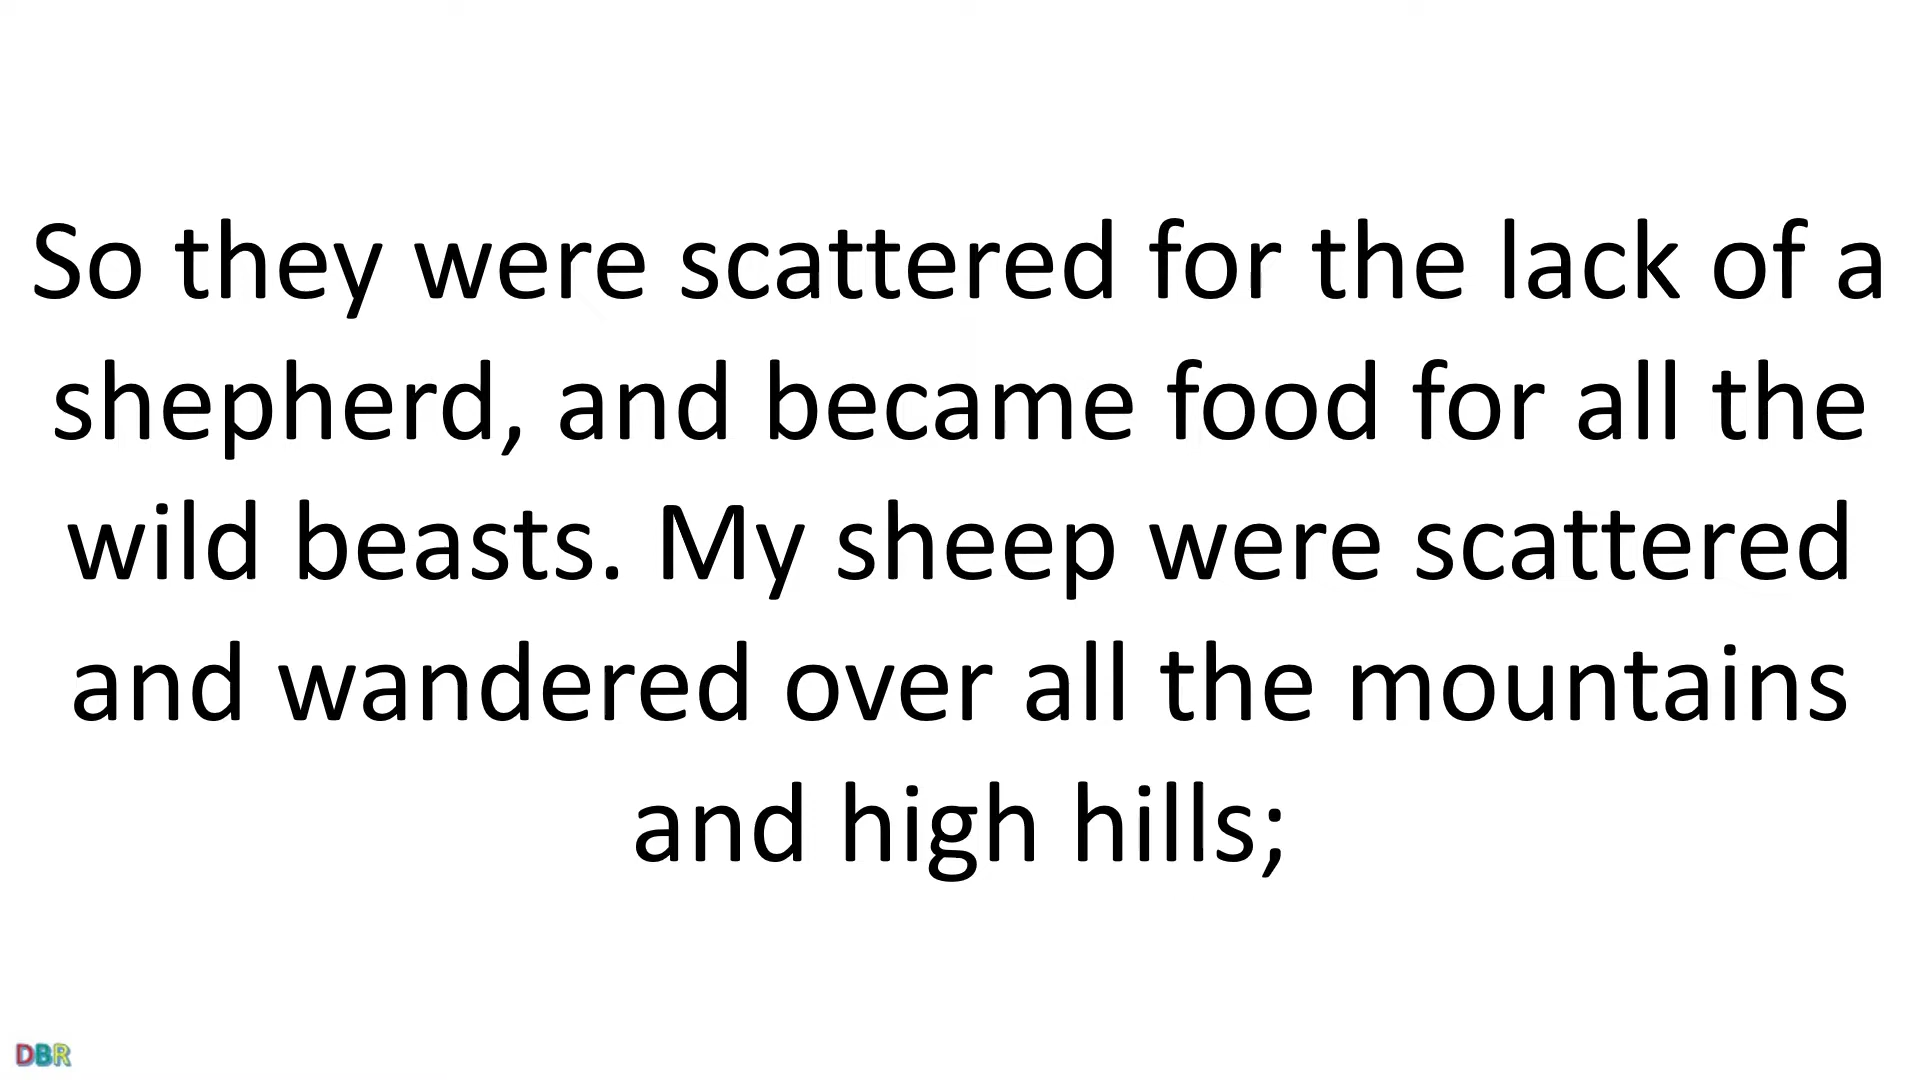 So they were scattered for the lack of a
shepherd, and became food for all the
wild beasts. My sheep were scattered
and wandered over all the mountains
and high hills;
DBR